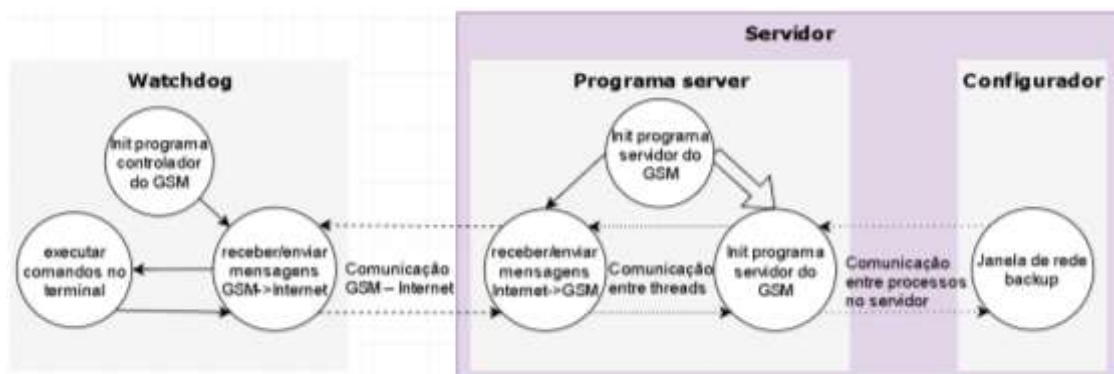 Servidor
Watchdog
Programa server
Configurador
Init programa
controlador
do GSM
Init programa
servidor do
GSM
executar
comandos no
terminal
receber/enviar
mensagens
GSM->Internet
Comunicação
GSM – Internet
receber/enviar
mensagens
Internet->GSM
Comunicação
entre threads
Init programa
servidor do
GSM
Comunicação
entre processos
no servidor
Janela de rede
backup